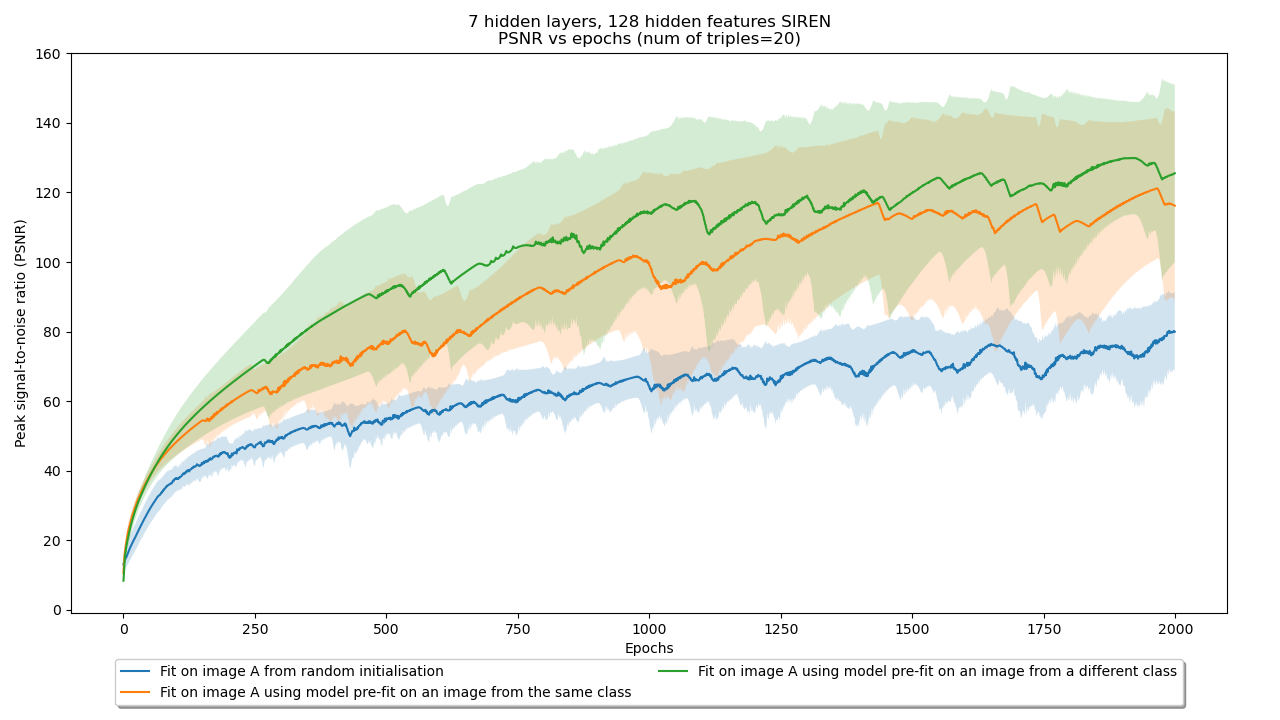 7 hidden layers, 128 hidden features SIREN
PSNR vs epochs (num of triples=20)
Peak signal-to-noise ratio (PSNR)
160
140
120
100
80
60
40
20
0
0 250 500 750 1000 1250 1500 1750 2000
Epochs
Fit on image A from random initialisation
Fit on image A using model pre-fit on an image from the same class
Fit on image A using model pre-fit on an image from a different class